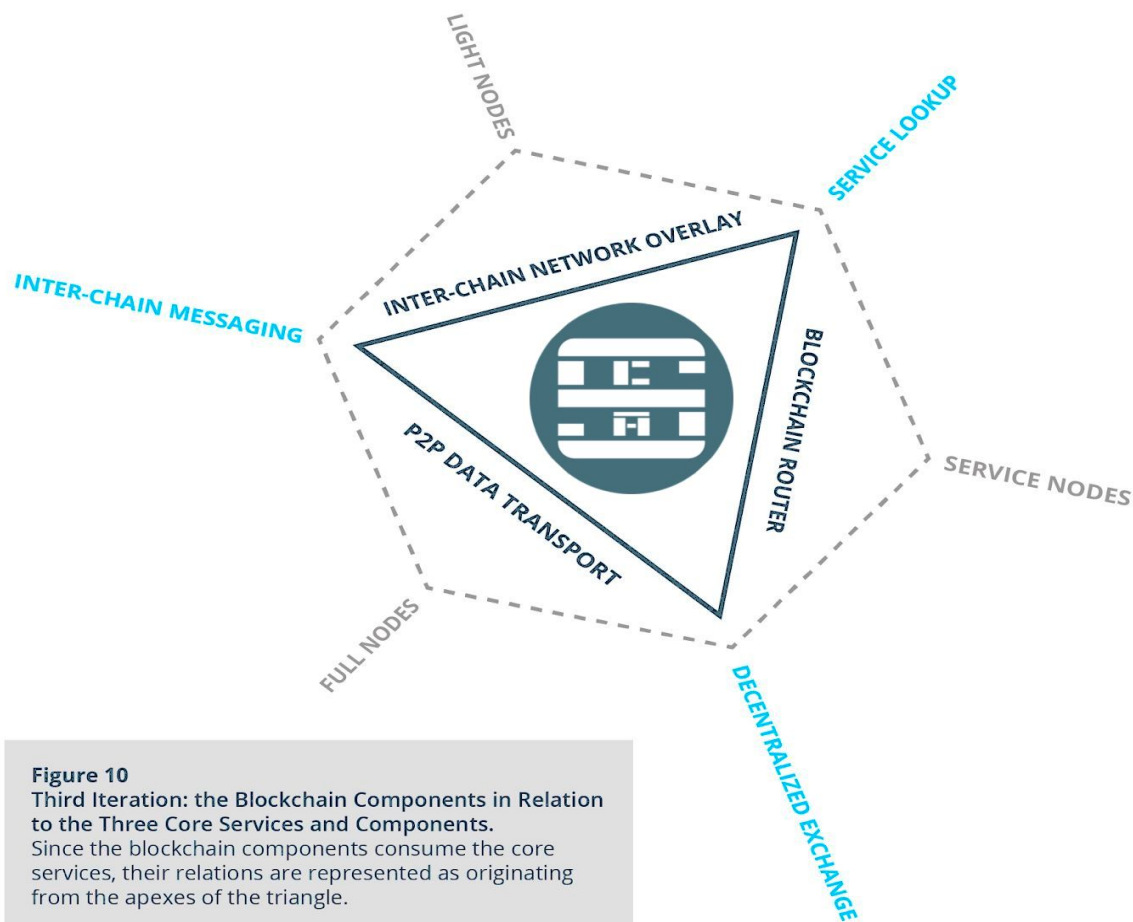 LIGHT NODES
SERVICE LOOKUP
INTER-CHAIN NETWORK OVERLAY
INTER-CHAIN MESSAGING
BLOCKCHAIN ROUTER
P2P DATA TRANSPORT
SERVICE NODES
FULL NODES
DECENTRALIZED EXCHANGE
Figure 10
Third Iteration: the Blockchain Components in Relation
to the Three Core Services and Components.
Since the blockchain components consume the core
services, their relations are represented as originating
from the apexes of the triangle.